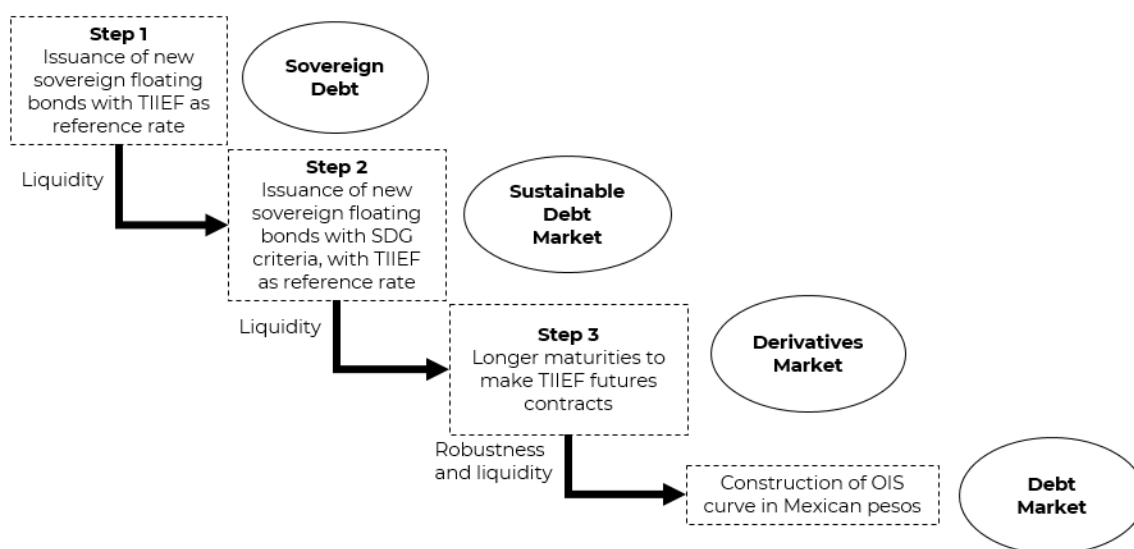 Step 1
Issuance of new
sovereign floating
bonds with TIIEF as
reference rate
Sovereign
Debt
Liquidity
Step 2
Issuance of new
sovereign floating
bonds with SDG
criteria, with TIIEF
as reference rate
Sustainable
Debt
Market
Liquidity
Step 3
Longer maturities to
make TIIEF futures
contracts
Derivatives
Market
Robustness
and liquidity
Construction of OIS
curve in Mexican pesos
Debt
Market